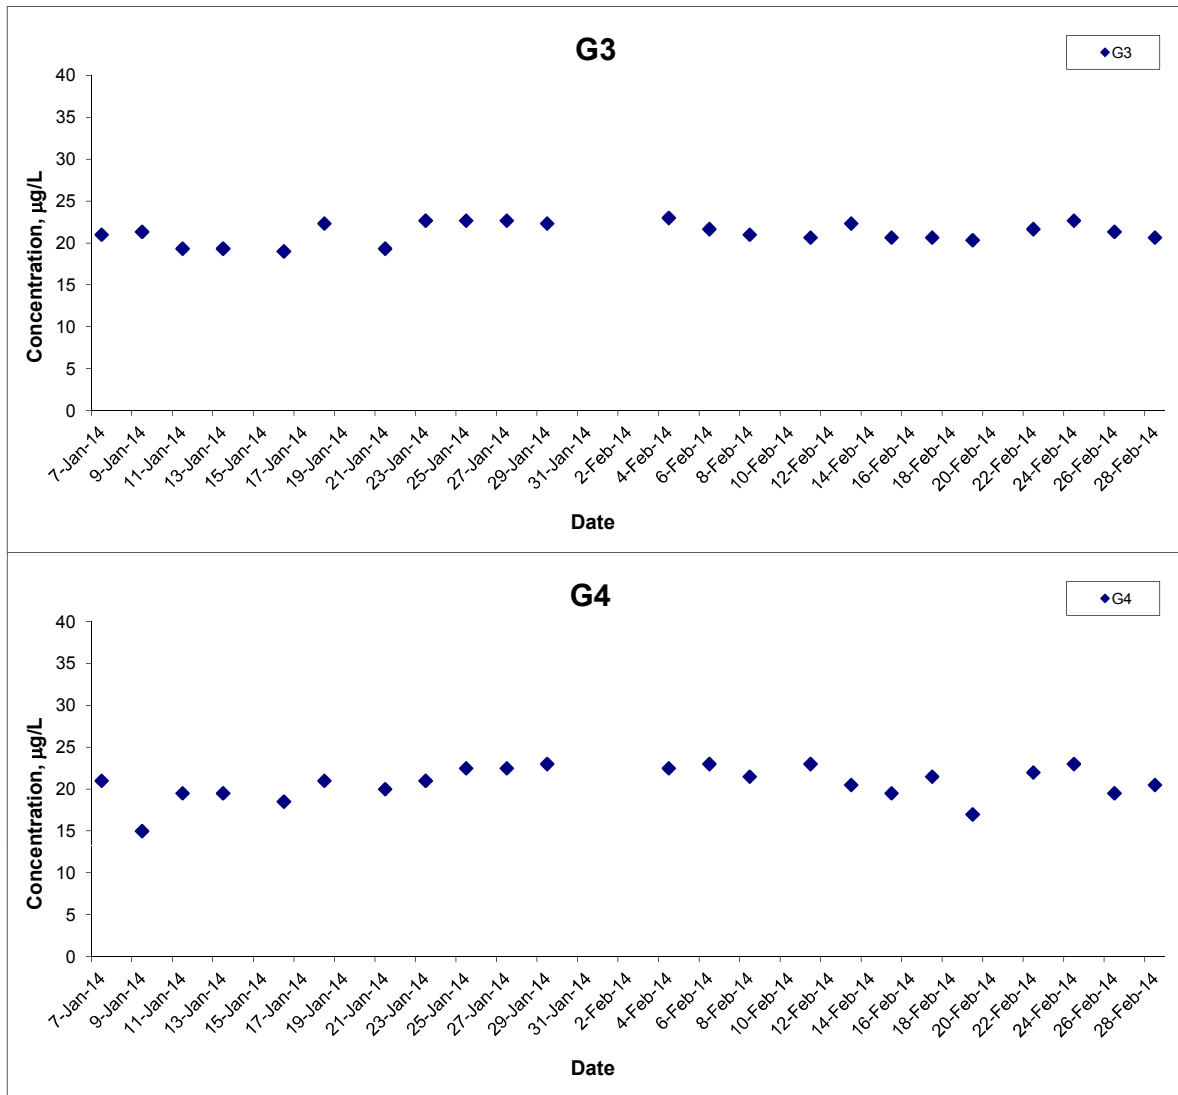 G3
G3
40
35
30
25
20
15
10
5
0
Concentration, µg/L
7-Jan-14
9-Jan-14
11-Jan-14
13-Jan-14
15-Jan-14
17-Jan-14
19-Jan-14
21-Jan-14
23-Jan-14
25-Jan-14
27-Jan-14
29-Jan-14
31-Jan-14
2-Feb-14
4-Feb-14
6-Feb-14
8-Feb-14
10-Feb-14
12-Feb-14
14-Feb-14
16-Feb-14
18-Feb-14
20-Feb-14
22-Feb-14
24-Feb-14
26-Feb-14
28-Feb-14
Date
G4
G4
40
35
30
25
20
15
10
5
0
Concentration, µg/L
7-Jan-14
9-Jan-14
11-Jan-14
13-Jan-14
15-Jan-14
17-Jan-14
19-Jan-14
21-Jan-14
23-Jan-14
25-Jan-14
27-Jan-14
29-Jan-14
31-Jan-14
2-Feb-14
4-Feb-14
6-Feb-14
8-Feb-14
10-Feb-14
12-Feb-14
14-Feb-14
16-Feb-14
18-Feb-14
20-Feb-14
22-Feb-14
24-Feb-14
26-Feb-14
28-Feb-14
Date